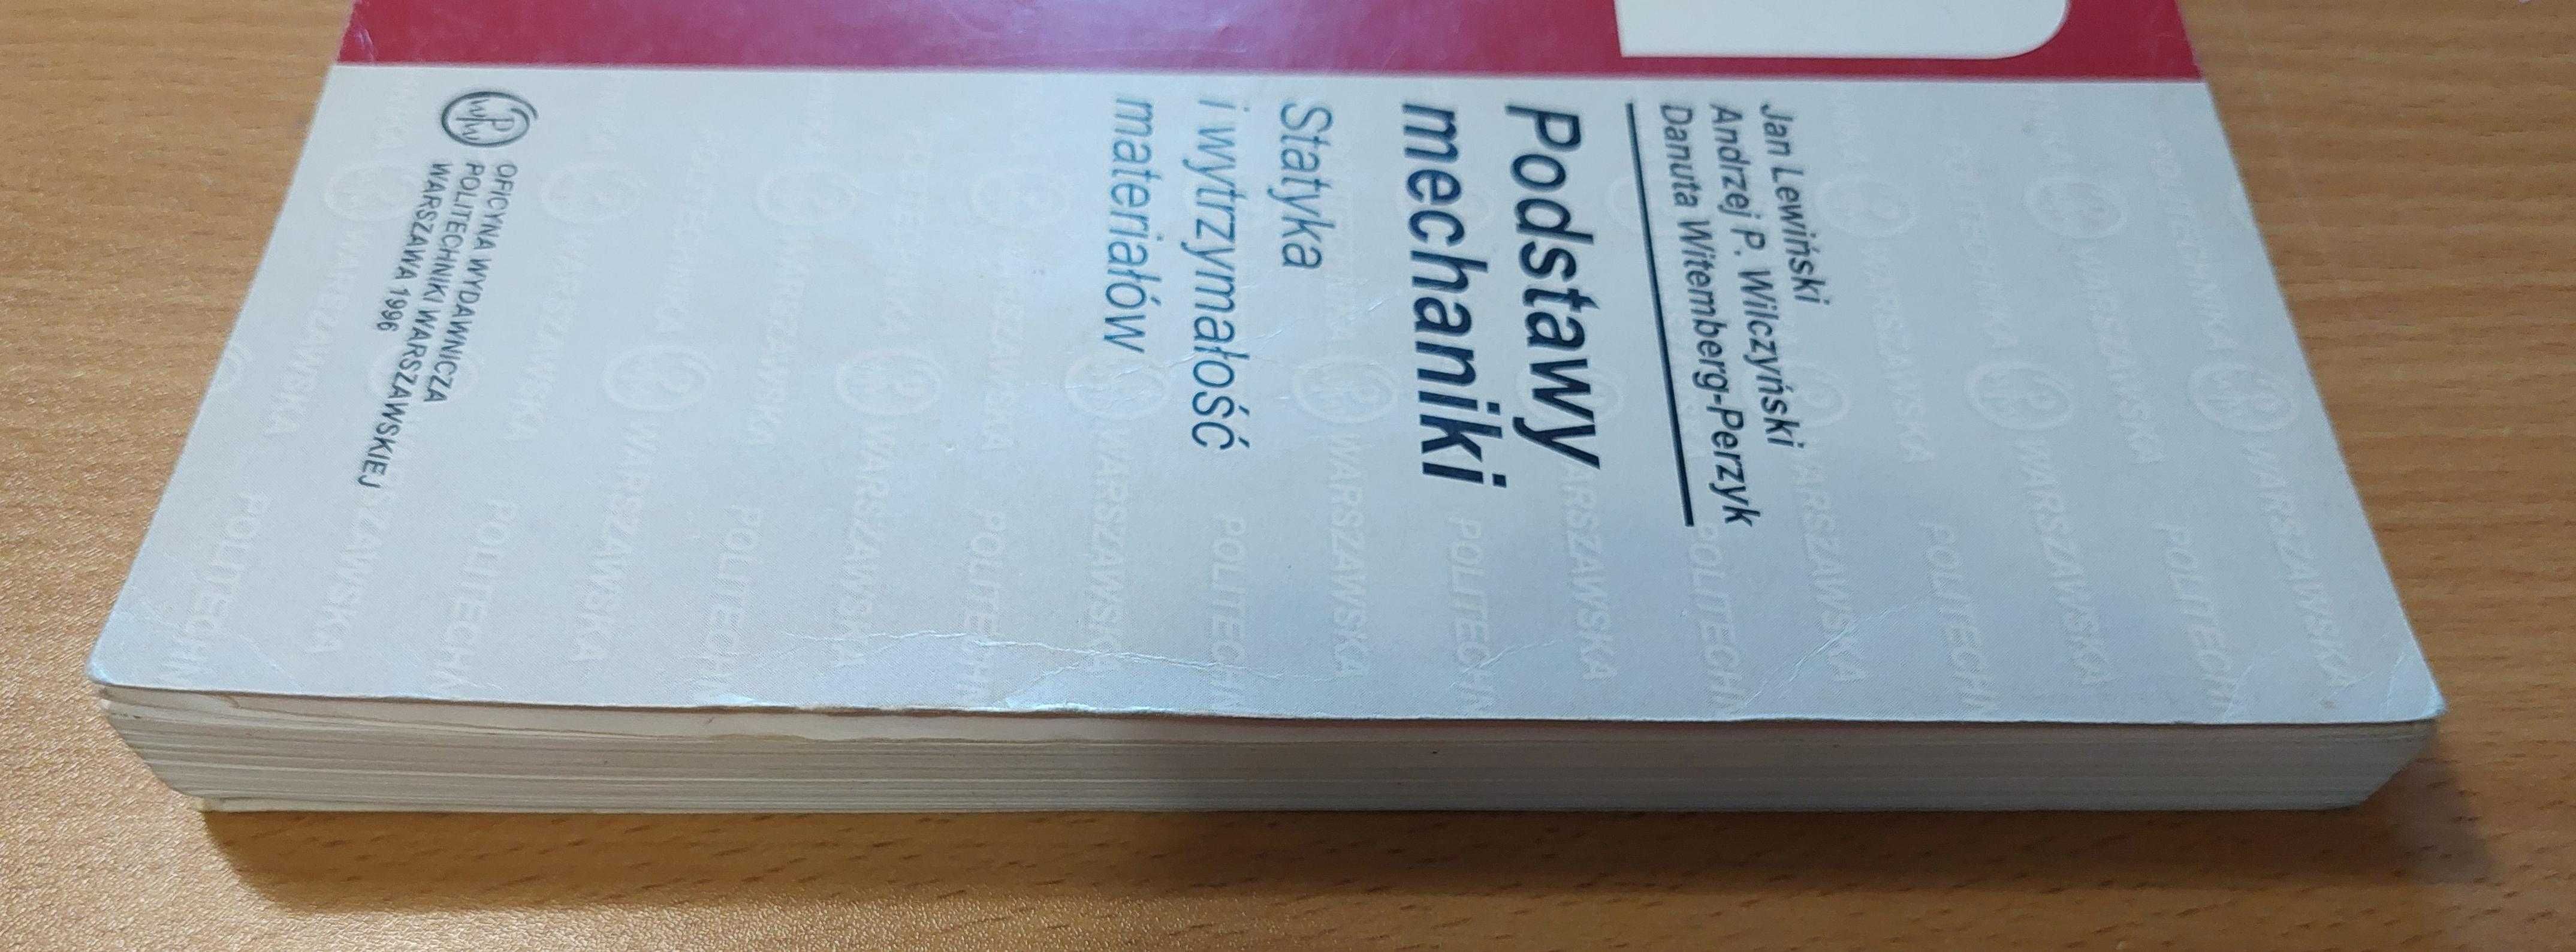 Jan Lewiński
Andrzej P. Wilczyński
Danuta Witemberg-Perzyk
Podstawy
mechaniki
Statyka
i wytrzymałość
materiałów
OFICYNA WYDAWNICZA
POLITECHNIKI WARSZAWSKIEJ
WARSZAWA 1996